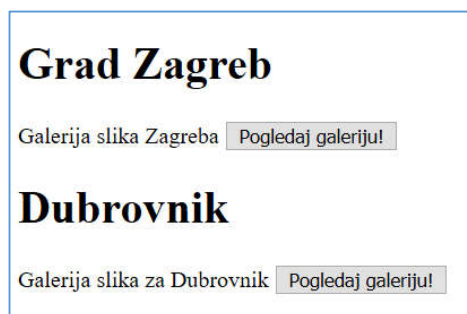 Grad Zagreb
Galerija slika Zagreba Pogledaj galeriju!
Dubrovnik
Galerija slika za Dubrovnik Pogledaj galeriju!